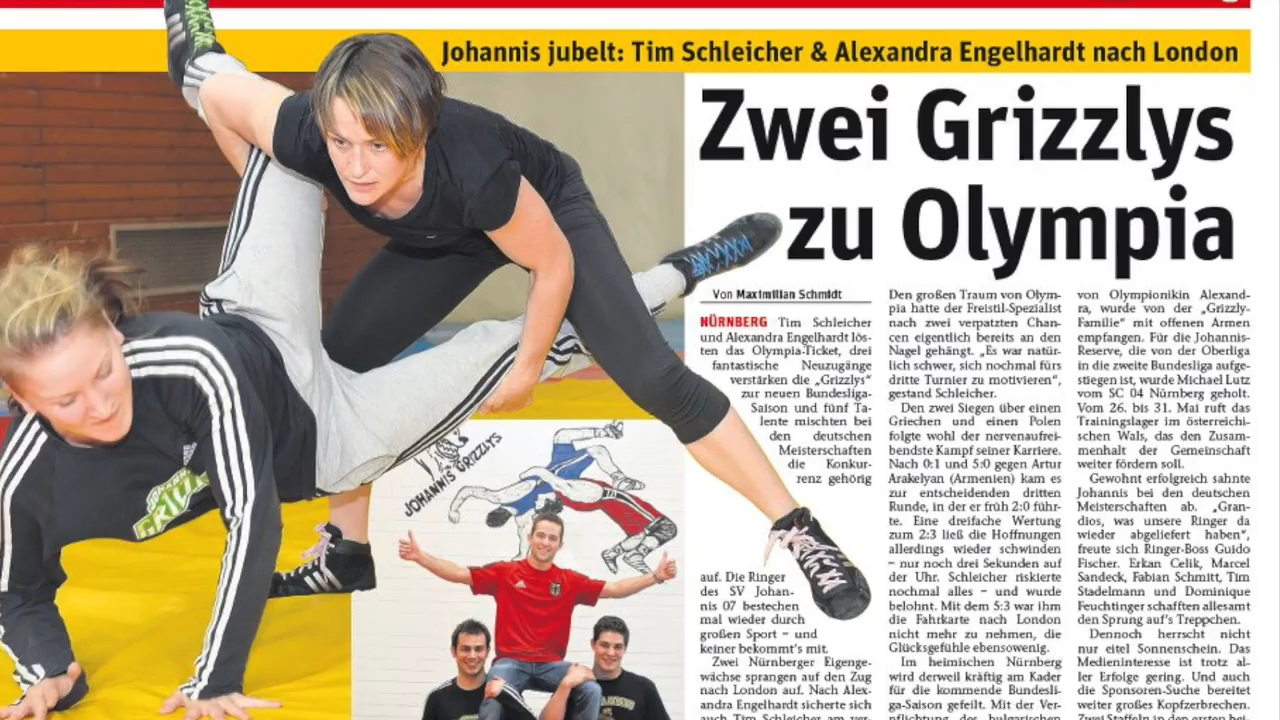 Johannis jubelt: Tim Schleicher & Alexandra Engelhardt nach London
Zwei Grizzlys
zu Olympia
Von Maximilian Schmidt
NÜRNBERG Tim Schleicher
und Alexandra Engelhardt lös-
ten das Olympia-Ticket, drei
fantastische Neuzugänge
verstärken die „Grizzlys"
zur neuen Bundesliga-
Saison und fünf Ta-
lente mischten bei
den deutschen
Meisterschaften
die Konkur-
renz gehörig
auf. Die Ringer
des SV Johan-
nis 07 bestechen
mal wieder durch
großen Sport – und
keiner bekommt's mit.
Zwei Nürnberger Eigenge-
wächse sprangen auf den Zug
nach London auf. Nach Alex-
andra Engelhardt sicherte sich
auch Tim Schleicher am ver-
Den großen Traum von Olym-
pia hatte der Freistil-Spezialist
nach zwei verpatzten Chan-
cen eigentlich bereits an den
Nagel gehängt. „Es war natür-
lich schwer, sich nochmal fürs
dritte Turnier zu motivieren",
gestand Schleicher.
Den zwei Siegen über einen
Griechen und einen Polen
folgte wohl der nervenaufrei-
bendste Kampf seiner Karriere.
Nach 0:1 und 5:0 gegen Artur
Arakelyan (Armenien) kam es
zur entscheidenden dritten
Runde, in der er früh 2:0 führ-
te. Eine dreifache Wertung
zum 2:3 ließ die Hoffnungen
allerdings wieder schwinden
– nur noch drei Sekunden auf
der Uhr. Schleicher riskierte
nochmal alles – und wurde
belohnt. Mit dem 5:3 war ihm
die Fahrkarte nach London
nicht mehr zu nehmen, die
Glücksgefühle ebensowenig.
Im heimischen Nürnberg
wird derweil kräftig am Kader
für die kommende Bundesli-
ga-Saison gefeilt. Mit der Ver-
pflichtung des bulgarischen
von Olympionikin Alexand-
ra, wurde von der „Grizzly-
Familie" mit offenen Armen
empfangen. Für die Johannis-
Reserve, die von der Oberliga
in die zweite Bundesliga aufge-
stiegen ist, wurde Michael Lutz
vom SC 04 Nürnberg geholt.
Vom 26. bis 31. Mai ruft das
Trainingslager im österreichi-
schen Wals, das den Zusam-
menhalt der Gemeinschaft
weiter fördern soll.
Gewohnt erfolgreich sahnte
Johannis bei den deutschen
Meisterschaften ab. „Gran-
dios, was unsere Ringer da
wieder abgeliefert haben",
freute sich Ringer-Boss Guido
Fischer. Erkan Celik, Marcel
Sandeck, Fabian Schmitt, Tim
Stadelmann und Dominique
Feuchtinger schafften allesamt
den Sprung auf's Treppchen.
Dennoch herrscht nicht
nur eitel Sonnenschein. Das
Medieninteresse ist trotz al-
ler Erfolge gering. Und auch
die Sponsoren-Suche bereitet
weiter großes Kopfzerbrechen.
Zwei Staffeln in den ersten bei-
JOHANNIS GRIZZLYS